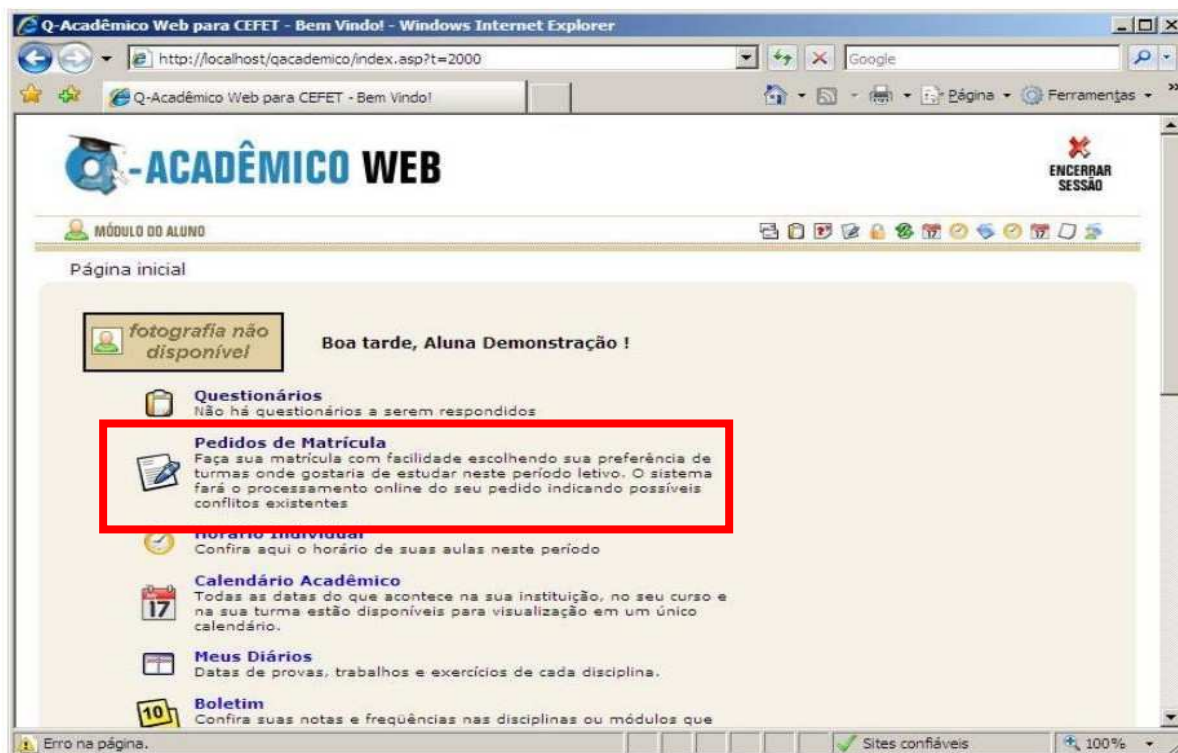 Q-Acadêmico Web para CEFET - Bem Vindo! - Windows Internet Explorer
http://localhost/qacademico/index.asp?t=2000
Google
Q-Acadêmico Web para CEFET - Bem Vindo!
Página
Ferramentas
-ACADÊMICO WEB
ENCERRAR
SESSÃO
MÓDULO DO ALUNO
Página inicial
fotografia não
disponível
Boa tarde, Aluna Demonstração !
Questionários
Não há questionários a serem respondidos
Pedidos de Matrícula
Faça sua matrícula com facilidade escolhendo sua preferência de
turmas onde gostaria de estudar neste período letivo. O sistema
fará o processamento online do seu pedido indicando possíveis
conflitos existentes
Horário Individual
Confira aqui o horário de suas aulas neste período
17
Calendário Acadêmico
Todas as datas do que acontece na sua instituição, no seu curso e
na sua turma estão disponíveis para visualização em um único
calendário.
Meus Diários
Datas de provas, trabalhos e exercícios de cada disciplina.
10
Boletim
Confira suas notas e freqüências nas disciplinas ou módulos que
Erro na página.
Sites confiáveis
100%